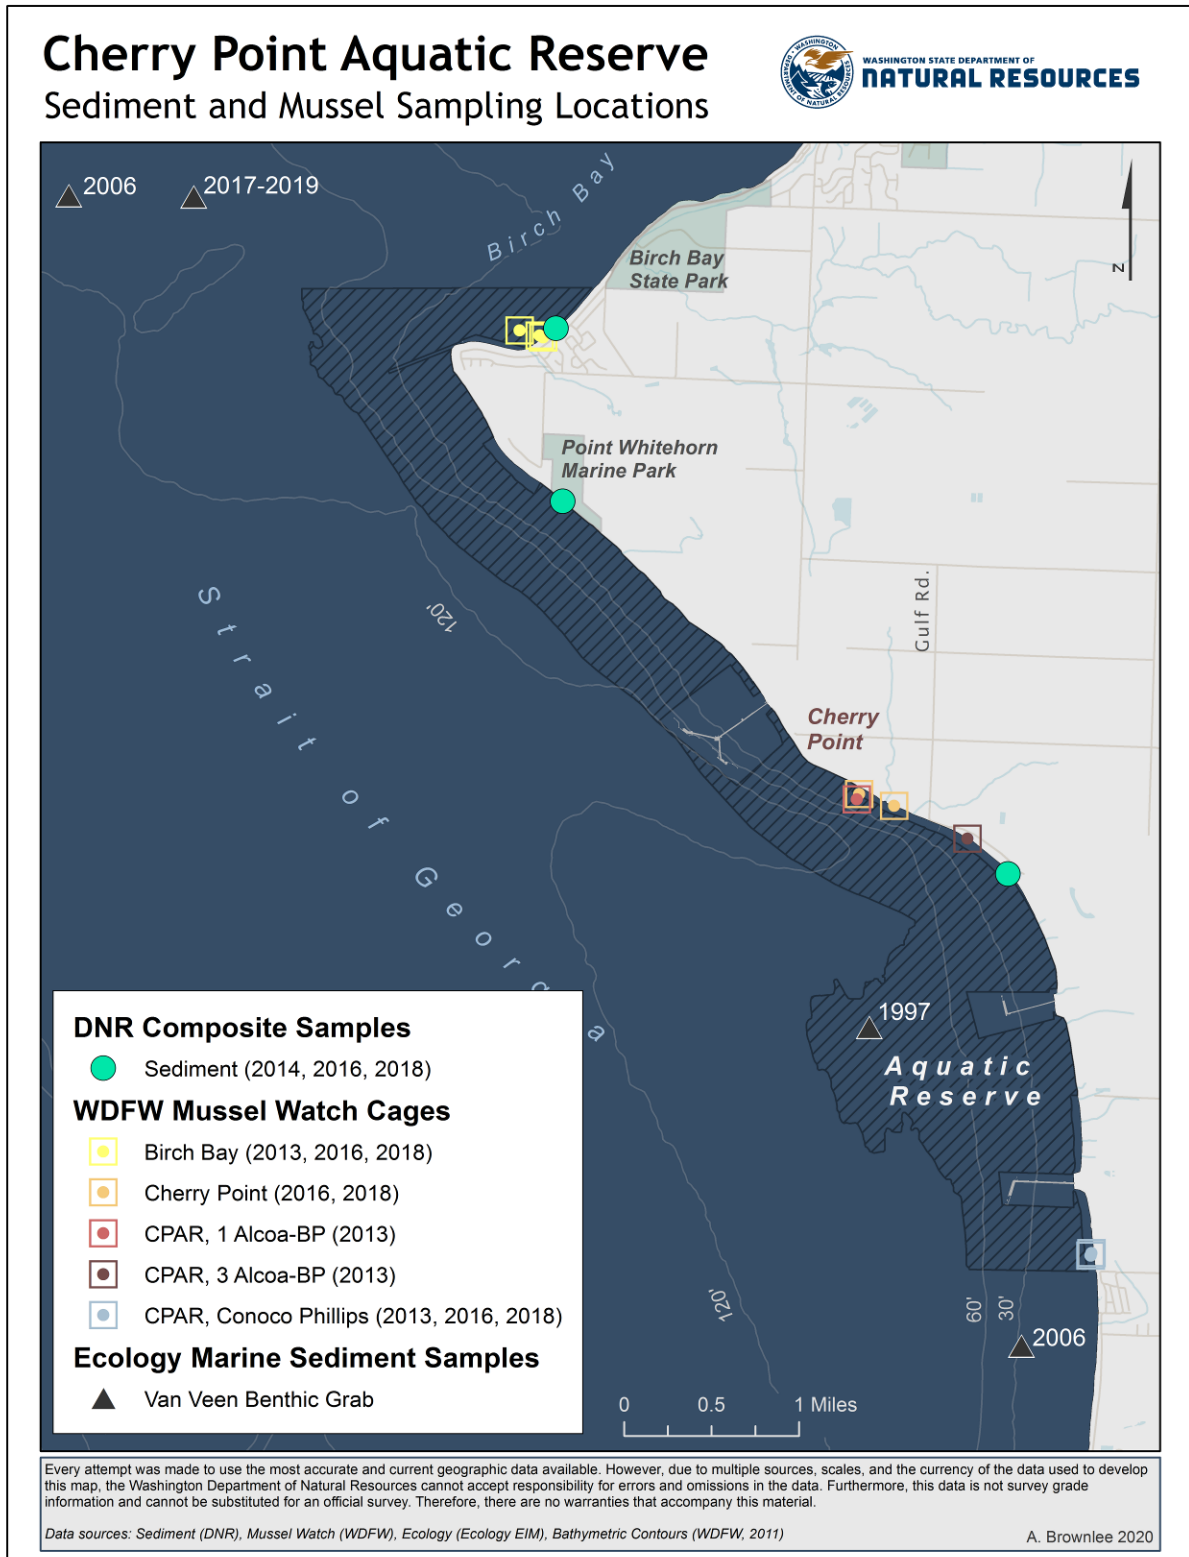 Cherry Point Aquatic Reserve
Sediment and Mussel Sampling Locations
WASHINGTON STATE DEPARTMENT OF
NATURAL RESOURCES
WASHINGTON
DEPARTMENT OF NATURAL RESOURCES
2006
2017-2019
Birch Bay
N
Birch Bay
State Park
Point Whitehorn
Marine Park
Strait of Georgia
120'
Gulf Rd.
Cherry
Point
1997
Aquatic
Reserve
DNR Composite Samples
Sediment (2014, 2016, 2018)
WDFW Mussel Watch Cages
Birch Bay (2013, 2016, 2018)
Cherry Point (2016, 2018)
CPAR, 1 Alcoa-BP (2013)
CPAR, 3 Alcoa-BP (2013)
CPAR, Conoco Phillips (2013, 2016, 2018)
Ecology Marine Sediment Samples
Van Veen Benthic Grab
120'
60'
30'
2006
0 0.5 1 Miles
Every attempt was made to use the most accurate and current geographic data available. However, due to multiple sources, scales, and the currency of the data used to develop
this map, the Washington Department of Natural Resources cannot accept responsibility for errors and omissions in the data. Furthermore, this data is not survey grade
information and cannot be substituted for an official survey. Therefore, there are no warranties that accompany this material.
Data sources: Sediment (DNR), Mussel Watch (WDFW), Ecology (Ecology EIM), Bathymetric Contours (WDFW, 2011)
A. Brownlee 2020